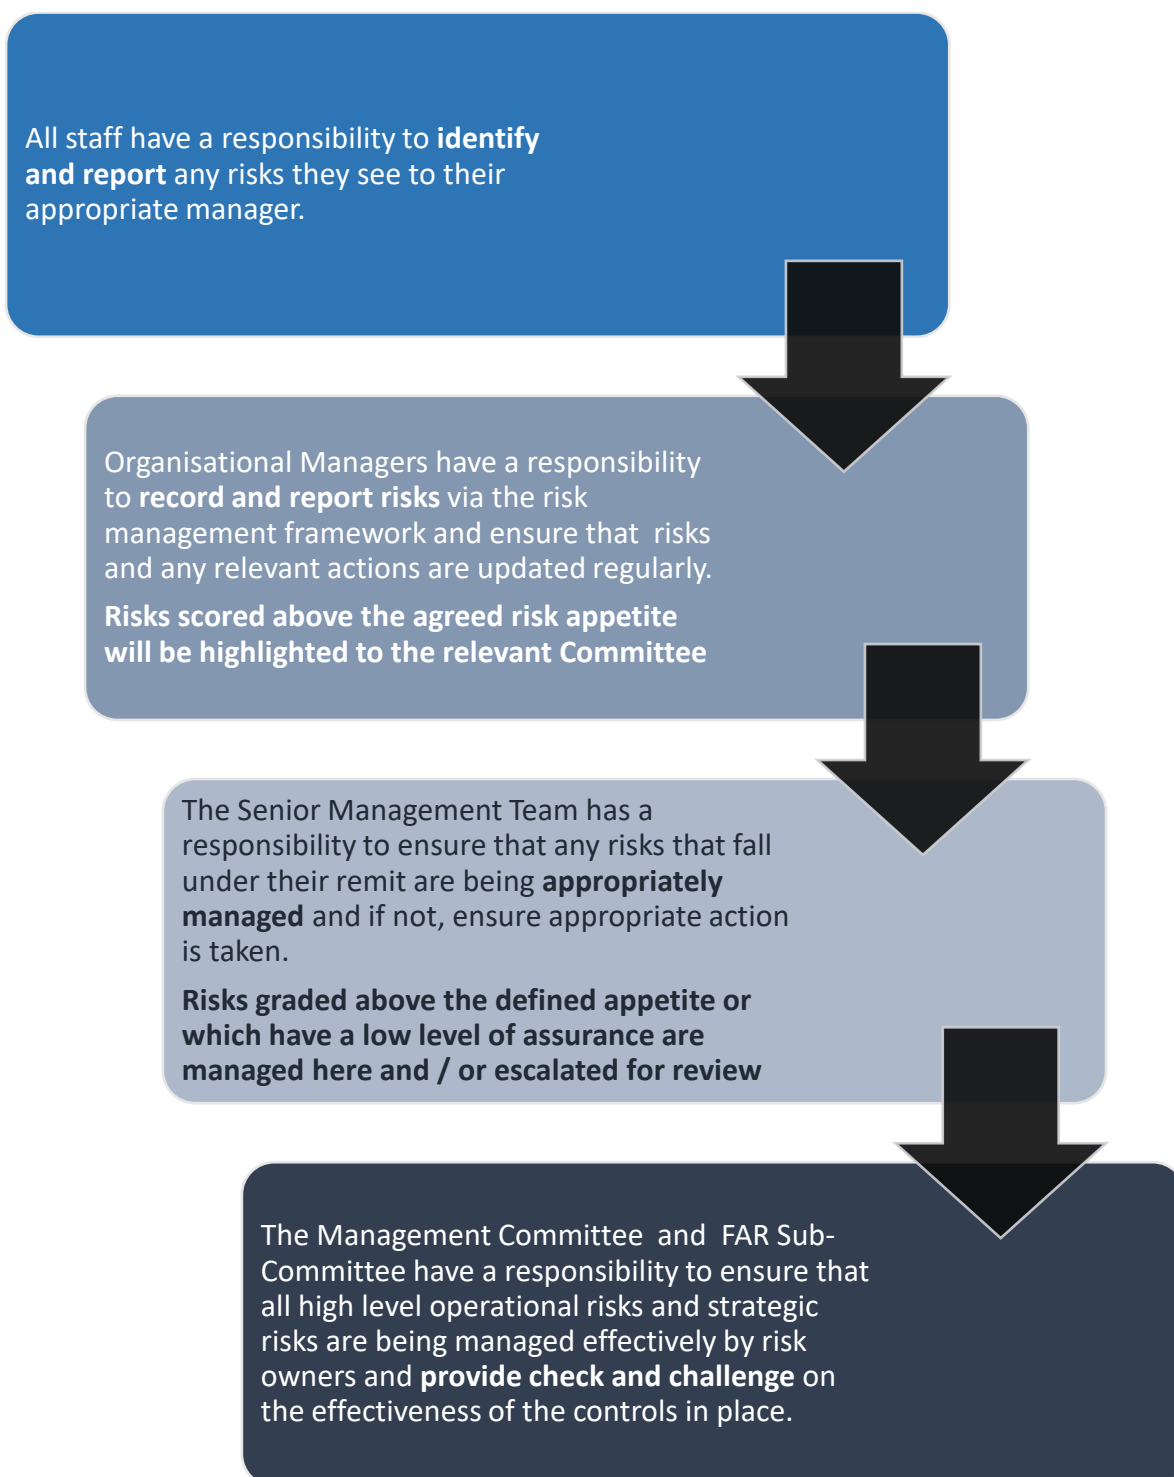 All staff have a responsibility to identify
and report any risks they see to their
appropriate manager.
Organisational Managers have a responsibility
to record and report risks via the risk
management framework and ensure that  risks
and any relevant actions are updated regularly.
Risks scored above the agreed risk appetite
will be highlighted to the relevant Committee
The Senior Management Team has a
responsibility to ensure that any risks that fall
under their remit are being appropriately
managed and if not, ensure appropriate action
is taken.
Risks graded above the defined appetite or
which have a low level of assurance are
managed here and / or escalated for review
The Management Committee  and  FAR Sub-
Committee have a responsibility to ensure that
all high level operational risks and strategic
risks are being managed effectively by risk
owners and provide check and challenge on
the effectiveness of the controls in place.